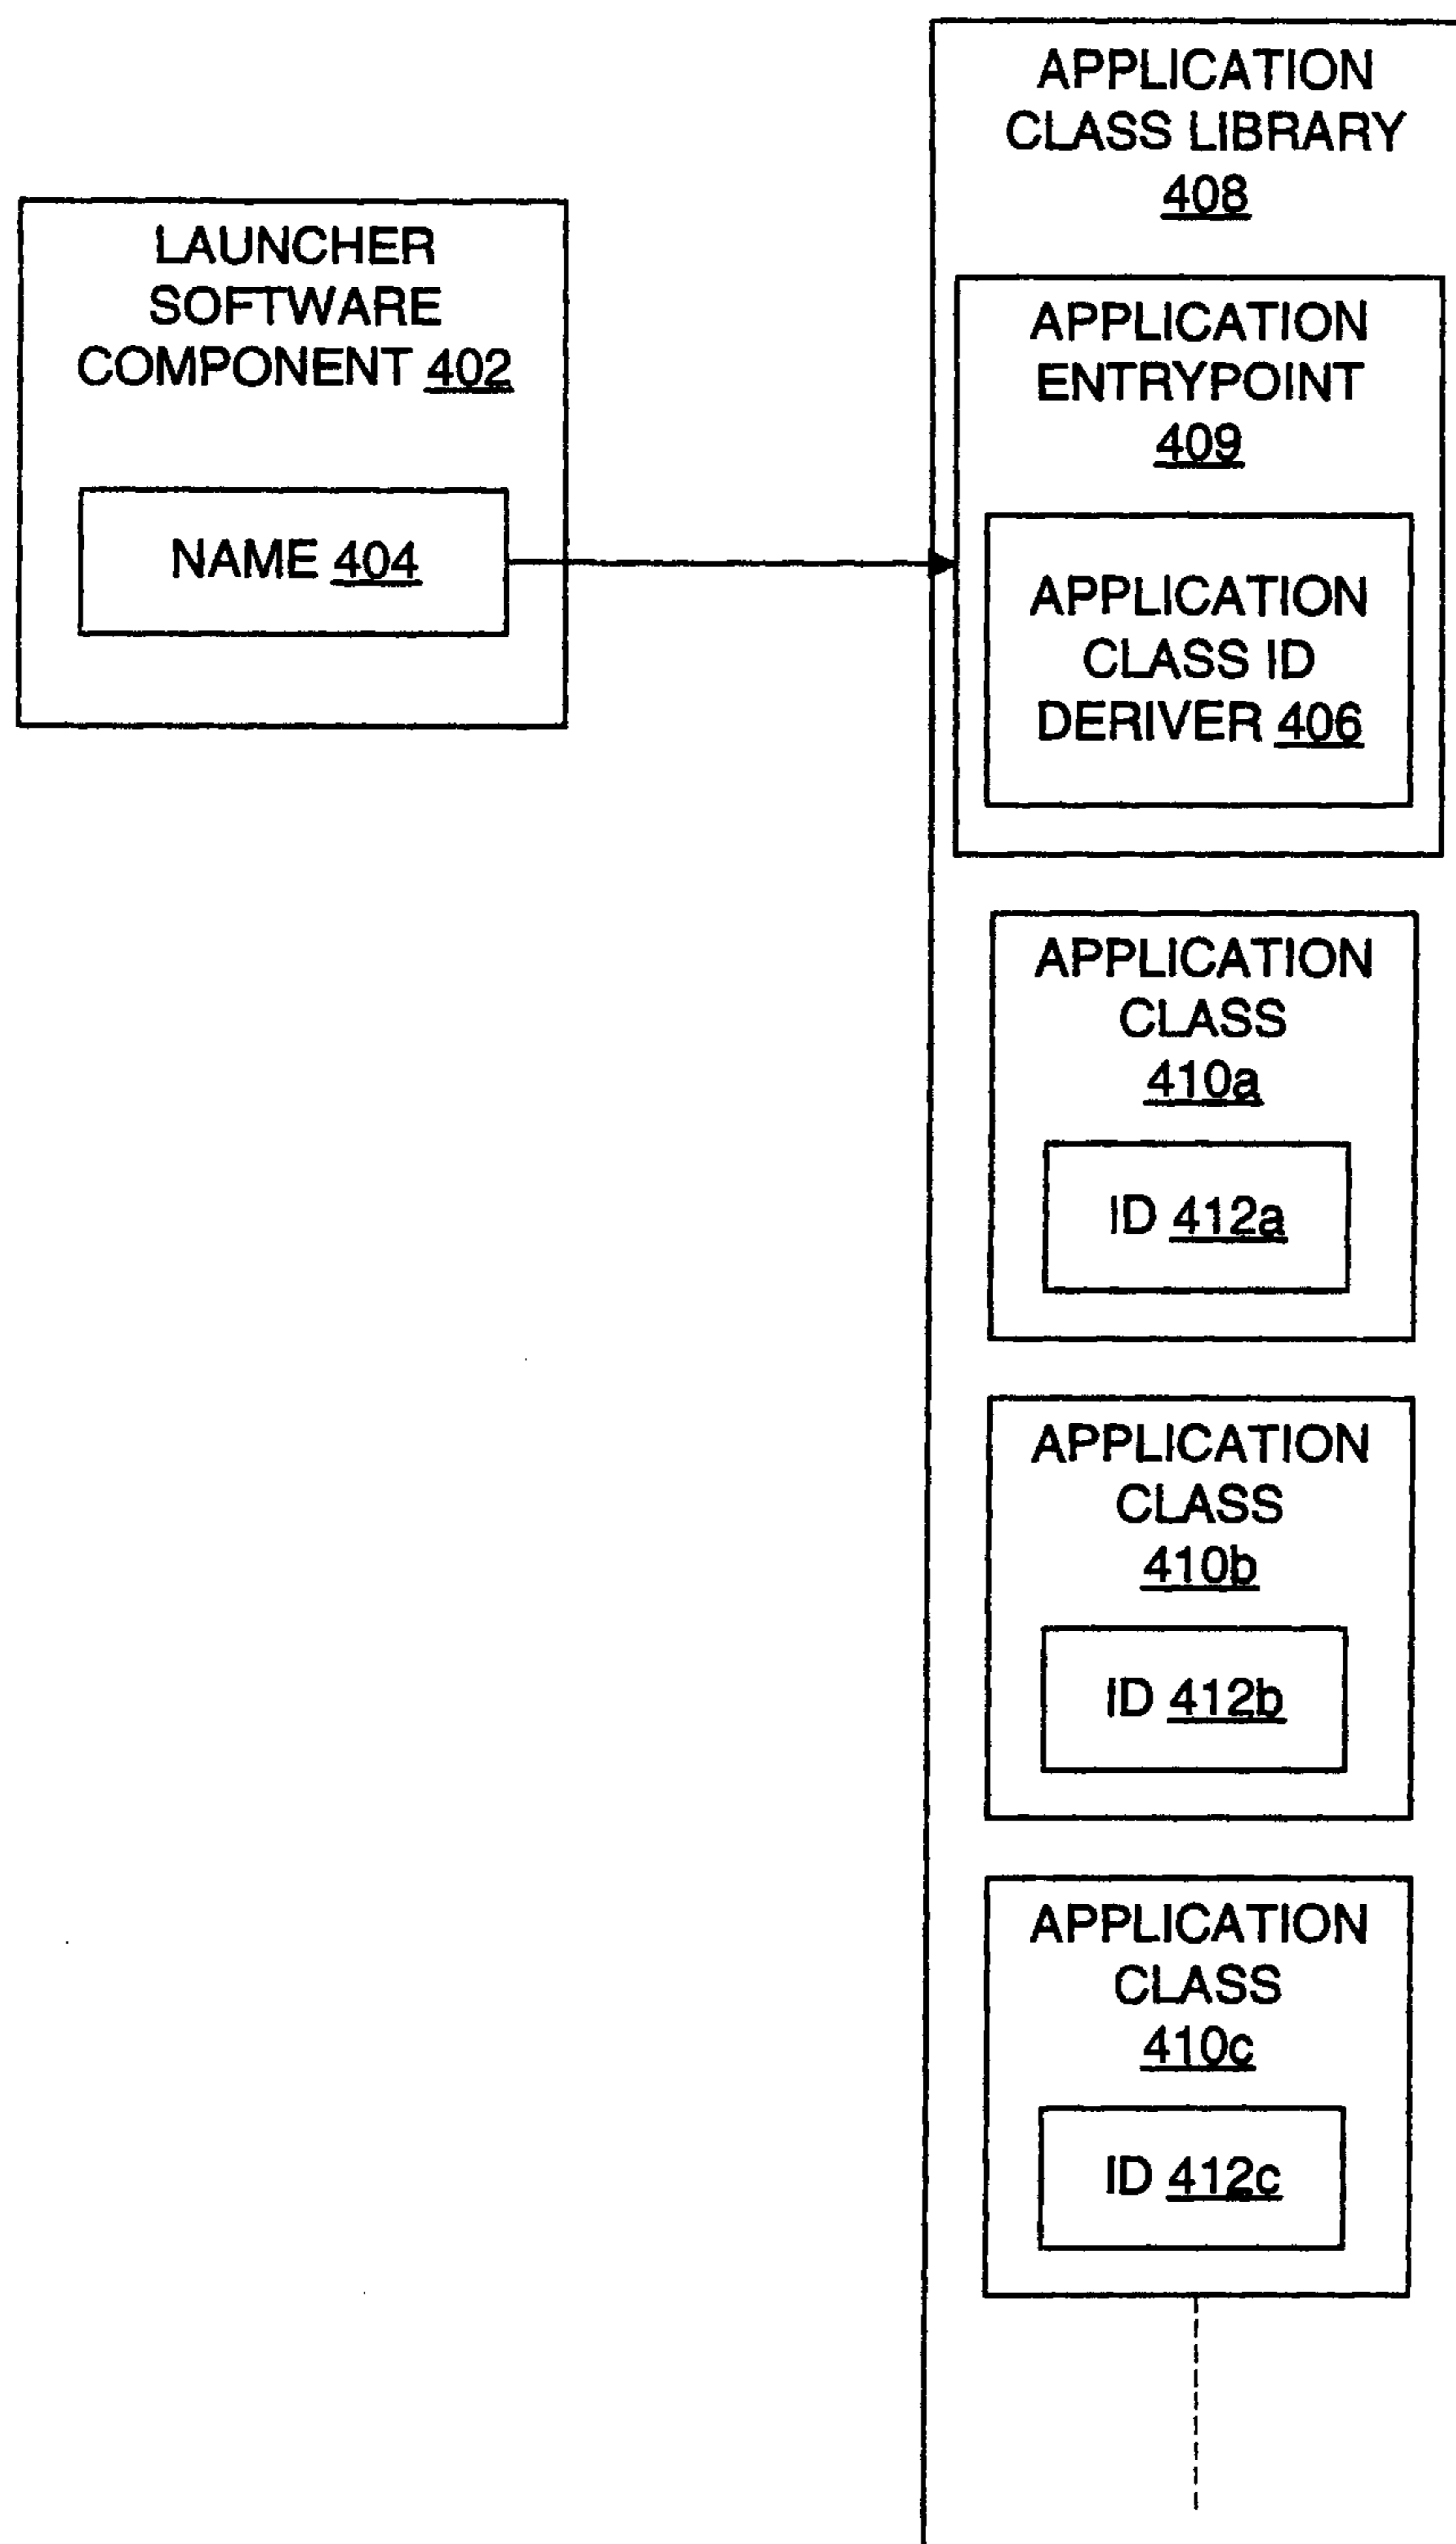 LAUNCHER
SOFTWARE
COMPONENT 402
NAME 404
APPLICATION
CLASS LIBRARY
408
APPLICATION
ENTRYPOINT
409
APPLICATION
CLASS ID
DERIVER 406
APPLICATION
CLASS
410a
ID 412a
APPLICATION
CLASS
410b
ID 412b
APPLICATION
CLASS
410c
ID 412c